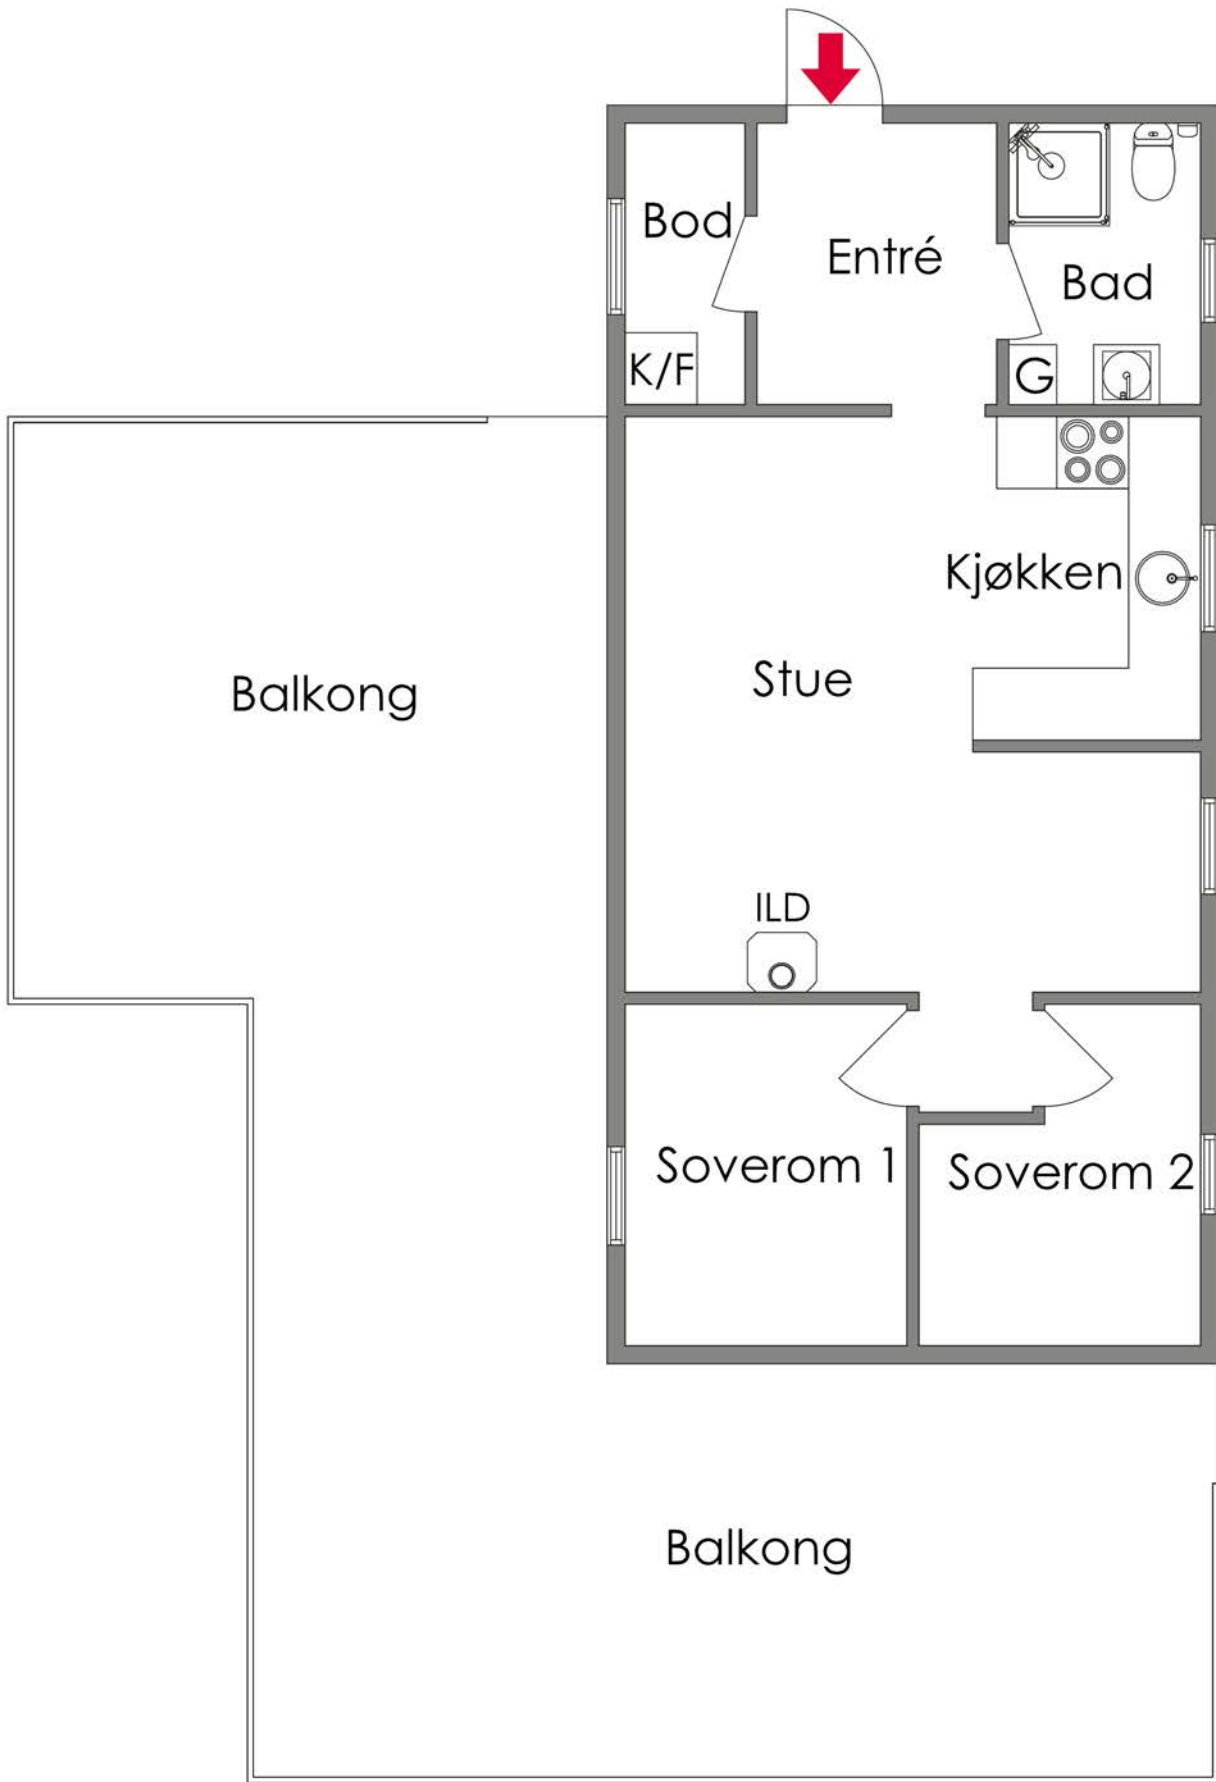 Bod
Entré
Bad
K/F
G
Kjøkken
Stue
Balkong
ILD
Soverom 1
Soverom 2
Balkong